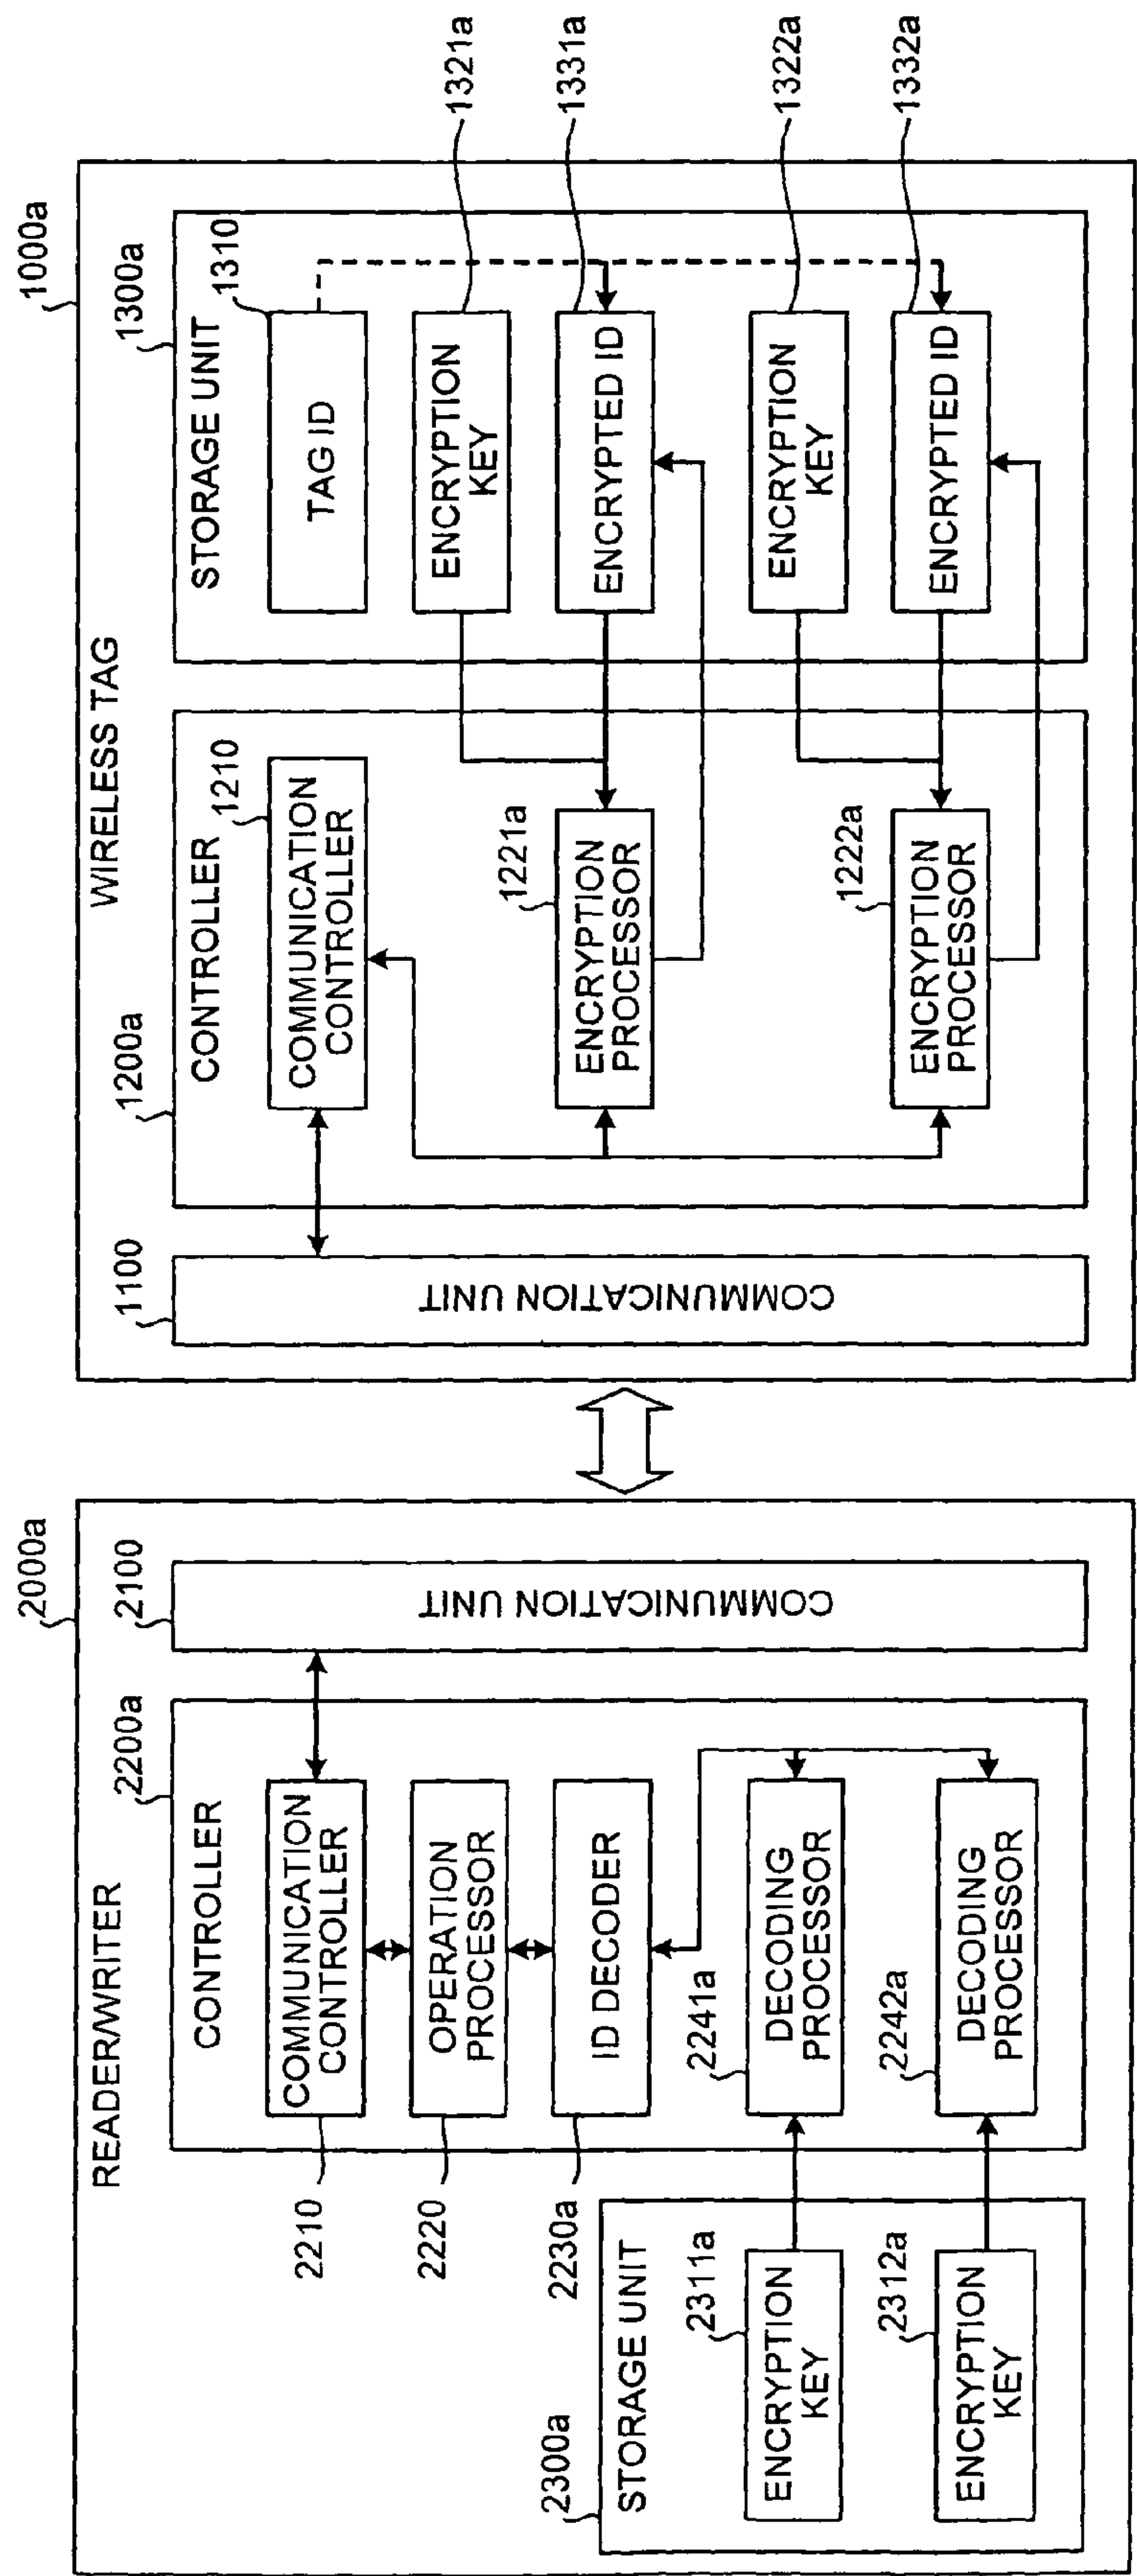 READER/WRITER
2000a
2300a
STORAGE UNIT
2311a
ENCRYPTION
KEY
2312a
ENCRYPTION
KEY
2200a
CONTROLLER
COMMUNICATION
CONTROLLER
2210
OPERATION
PROCESSOR
2220
ID DECODER
2230a
2241a
DECODING
PROCESSOR
2242a
DECODING
PROCESSOR
2100
COMMUNICATION UNIT
WIRELESS TAG
1000a
1100
COMMUNICATION UNIT
1200a
CONTROLLER
1210
COMMUNICATION
CONTROLLER
1221a
ENCRYPTION
PROCESSOR
1222a
ENCRYPTION
PROCESSOR
1300a
STORAGE UNIT
1310
TAG ID
ENCRYPTION
KEY
1321a
ENCRYPTED ID
1331a
ENCRYPTION
KEY
1322a
ENCRYPTED ID
1332a